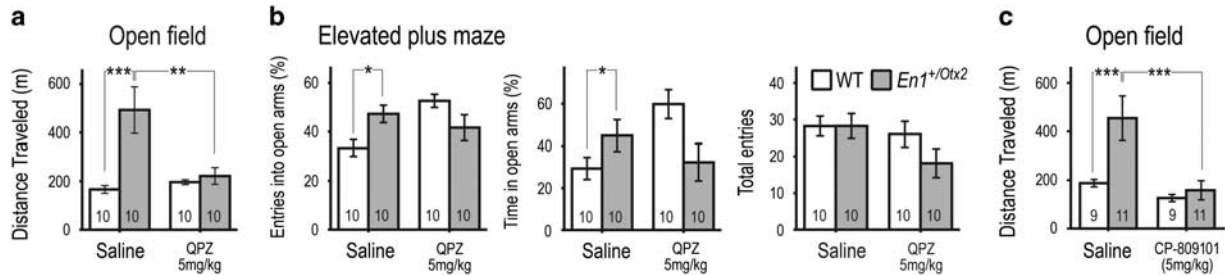 a
Open field
Distance Traveled (m)
600
400
200
0
***
**
10
10
10
10
Saline
QPZ
5mg/kg
b
Elevated plus maze
Entries into open arms (%)
60
40
20
0
*
10
10
10
10
Saline
QPZ
5mg/kg
Time in open arms (%)
60
40
20
0
*
10
10
10
10
Saline
QPZ
5mg/kg
Total entries
40
30
20
10
0
WT
En1+/Otx2
10
10
10
10
Saline
QPZ
5mg/kg
c
Open field
Distance Traveled (m)
600
400
200
0
***
***
9
11
9
11
Saline
CP-809101
(5mg/kg)